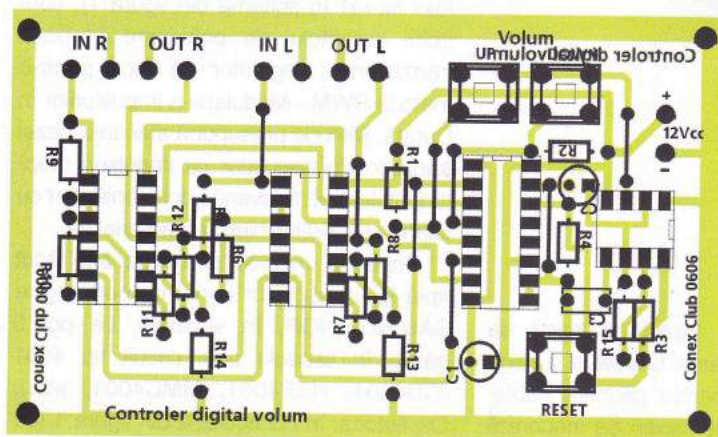 IN R OUT R IN L OUT L
Volum
UP DOWN
Controler digital volum
+
12Vcc
-
R9
R1
R2
R12
R8
R6
R4
R11
R7
R14
R13
C1
R15
R3
RESET
Conex Club 0606
Conex Club 0606
Controler digital volum